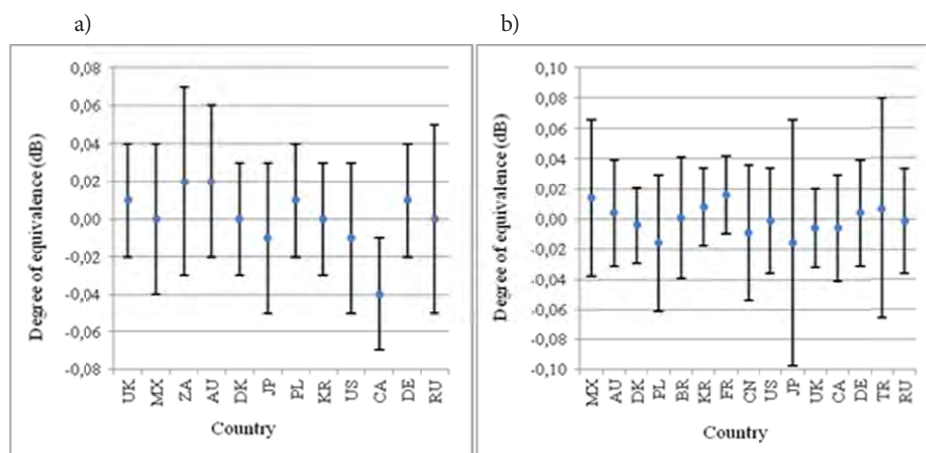 a)
Degree of equivalence (dB)
0,08
0,06
0,04
0,02
0,00
-0,02
-0,04
-0,06
-0,08
UK MX ZA AU DK JP PL KR US CA DE RU
Country
b)
Degree of equivalence (dB)
0,10
0,08
0,06
0,04
0,02
0,00
-0,02
-0,04
-0,06
-0,08
-0,10
MX AU DK PL BR KR FR CN US JP UK CA DE TR RU
Country